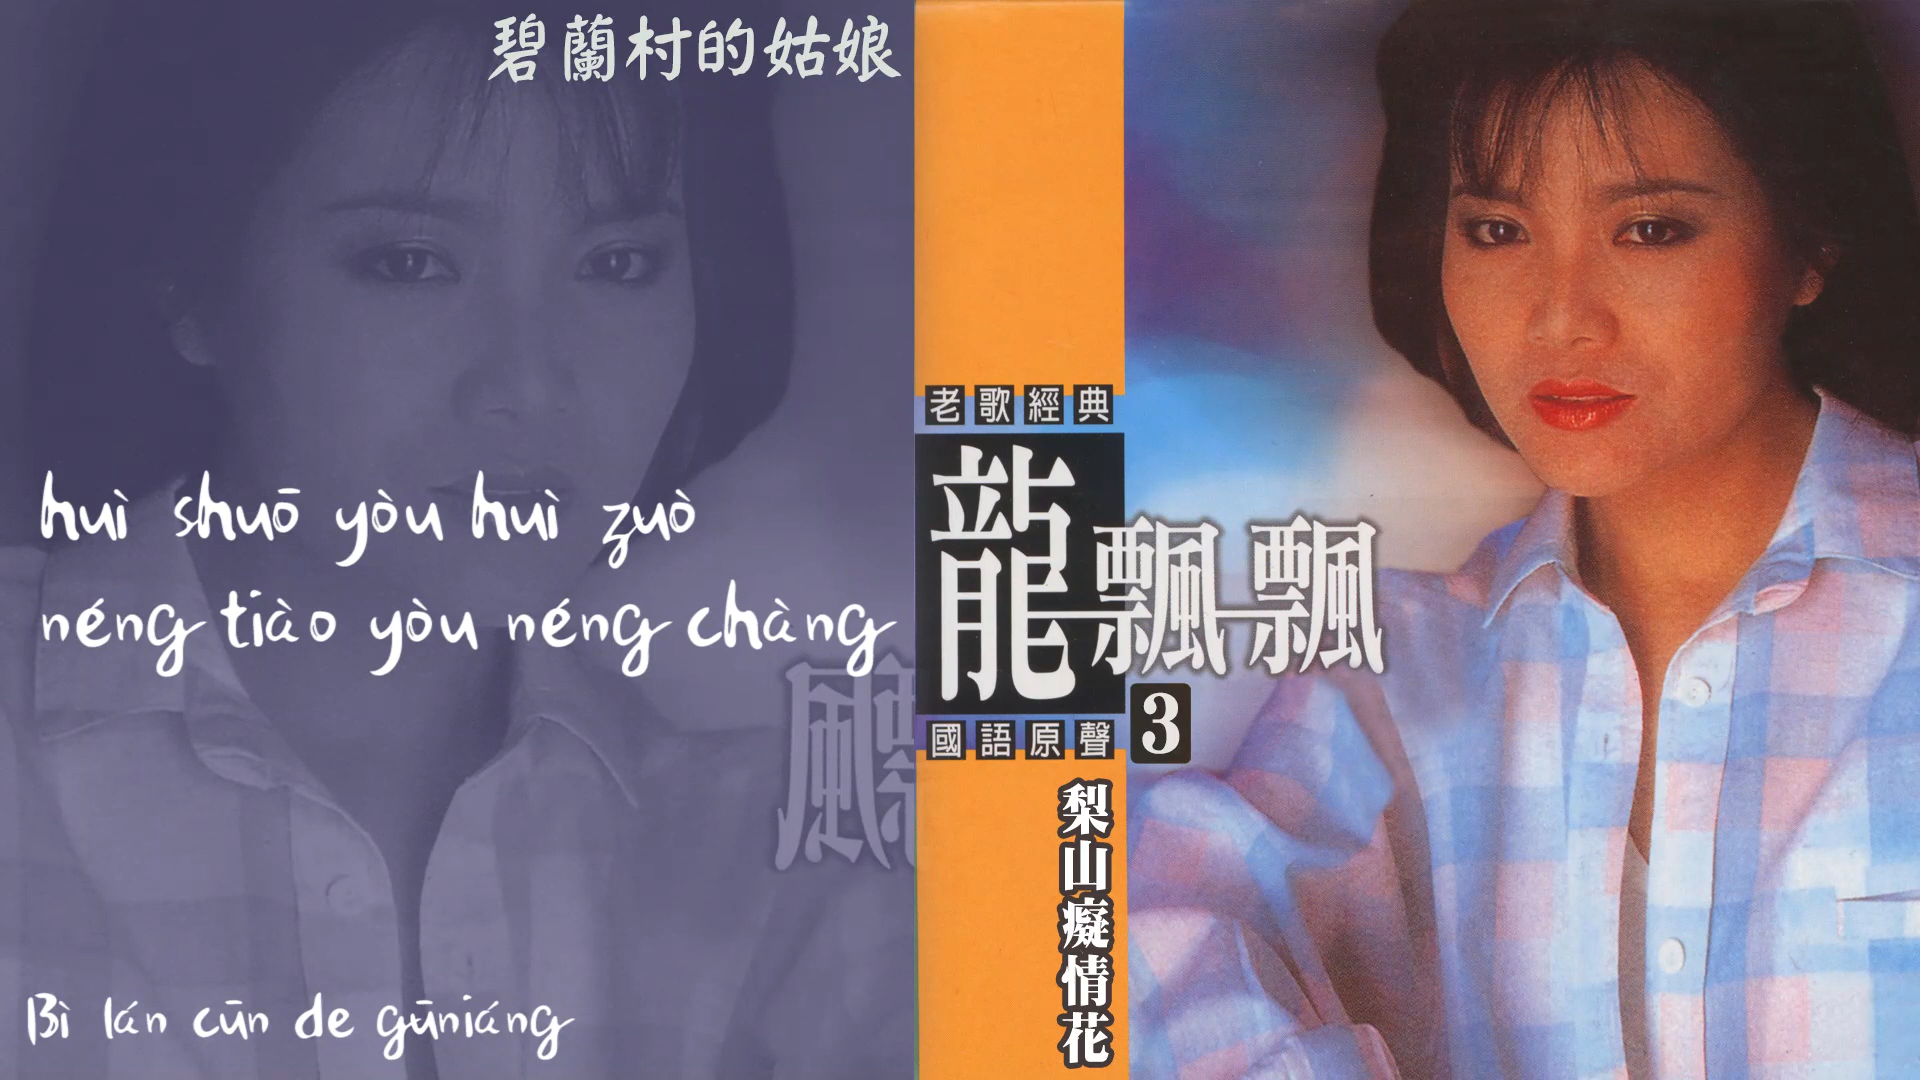 碧蘭村的姑娘
huì shuō yòu huì zuò
néng tiào yòu néng chàng
Bì lán cūn de gūniáng
老歌經典
龍飄飄
國語原聲
3
梨山癡情花
飄